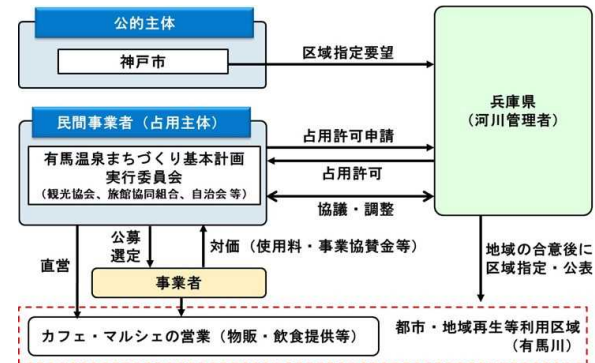 公的主体
神戸市
区域指定要望
兵庫県
（河川管理者）
民間事業者（占用主体）
有馬温泉まちづくり基本計画
実行委員会
（観光協会、旅館協同組合、自治会 等）
占用許可申請
占用許可
協議・調整
直営
公募
選定
対価（使用料・事業協賛金等）
地域の合意後に
区域指定・公表
事業者
カフェ・マルシェの営業（物販・飲食提供等）
都市・地域再生等利用区域
（有馬川）